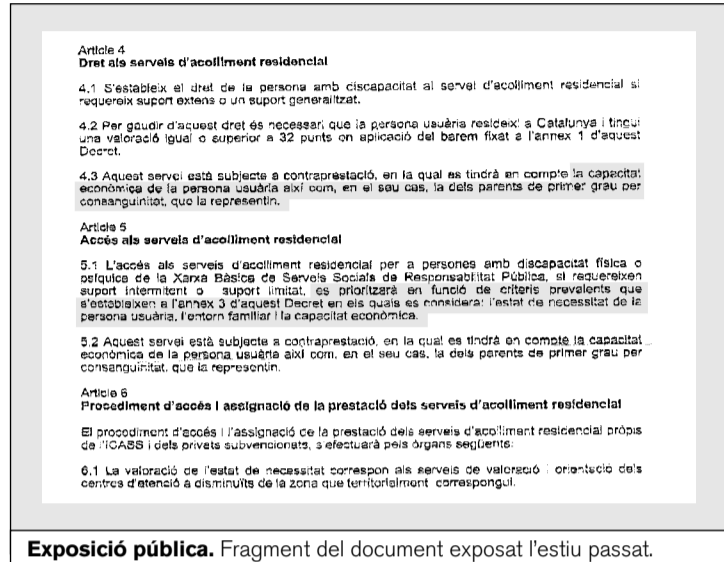 Article 4
Dret als serveis d'acolliment residencial
4.1 S'estableix el dret de la persona amb discapacitat al servei d'acolliment residencial si
requereix suport extens o un suport generalitzat.
4.2 Per gaudir d'aquest dret és necessari que la persona usuària resideixi a Catalunya i tingui
una valoració igual o superior a 32 punts en aplicació del barem fixat a l'annex 1 d'aquest
Decret.
4.3 Aquest servei està subjecte a contraprestació, en la qual es tindrà en compte la capacitat
econòmica de la persona usuària així com, en el seu cas, la dels parents de primer grau per
consanguinitat, que la representin.
Article 5
Accés als serveis d'acolliment residencial
5.1 L'accés als serveis d'acolliment residencial per a persones amb discapacitat física o
psíquica de la Xarxa Bàsica de Serveis Socials de Responsabilitat Pública, si requereixen
suport intermitent o suport limitat, es prioritzarà en funció de criteris prevalents que
s'estableixen a l'annex 3 d'aquest Decret en els quals es considera: l'estat de necessitat de la
persona usuària, l'entorn familiar i la capacitat econòmica.
5.2 Aquest servei està subjecte a contraprestació, en la qual es tindrà en compte la capacitat
econòmica de la persona usuària així com, en el seu cas, la dels parents de primer grau per
consanguinitat, que la representin.
Article 6
Procediment d'accés i assignació de la prestació dels serveis d'acolliment residencial
El procediment d'accés i l'assignació de la prestació dels serveis d'acolliment residencial pròpis
de l'ICASS i dels privats subvencionats, s'efectuarà pels òrgans següents:
6.1 La valoració de l'estat de necessitat correspon als serveis de valoració i orientació dels
centres d'atenció a disminuïts de la zona que territorialment correspongui.
Exposició pública. Fragment del document exposat l'estiu passat.